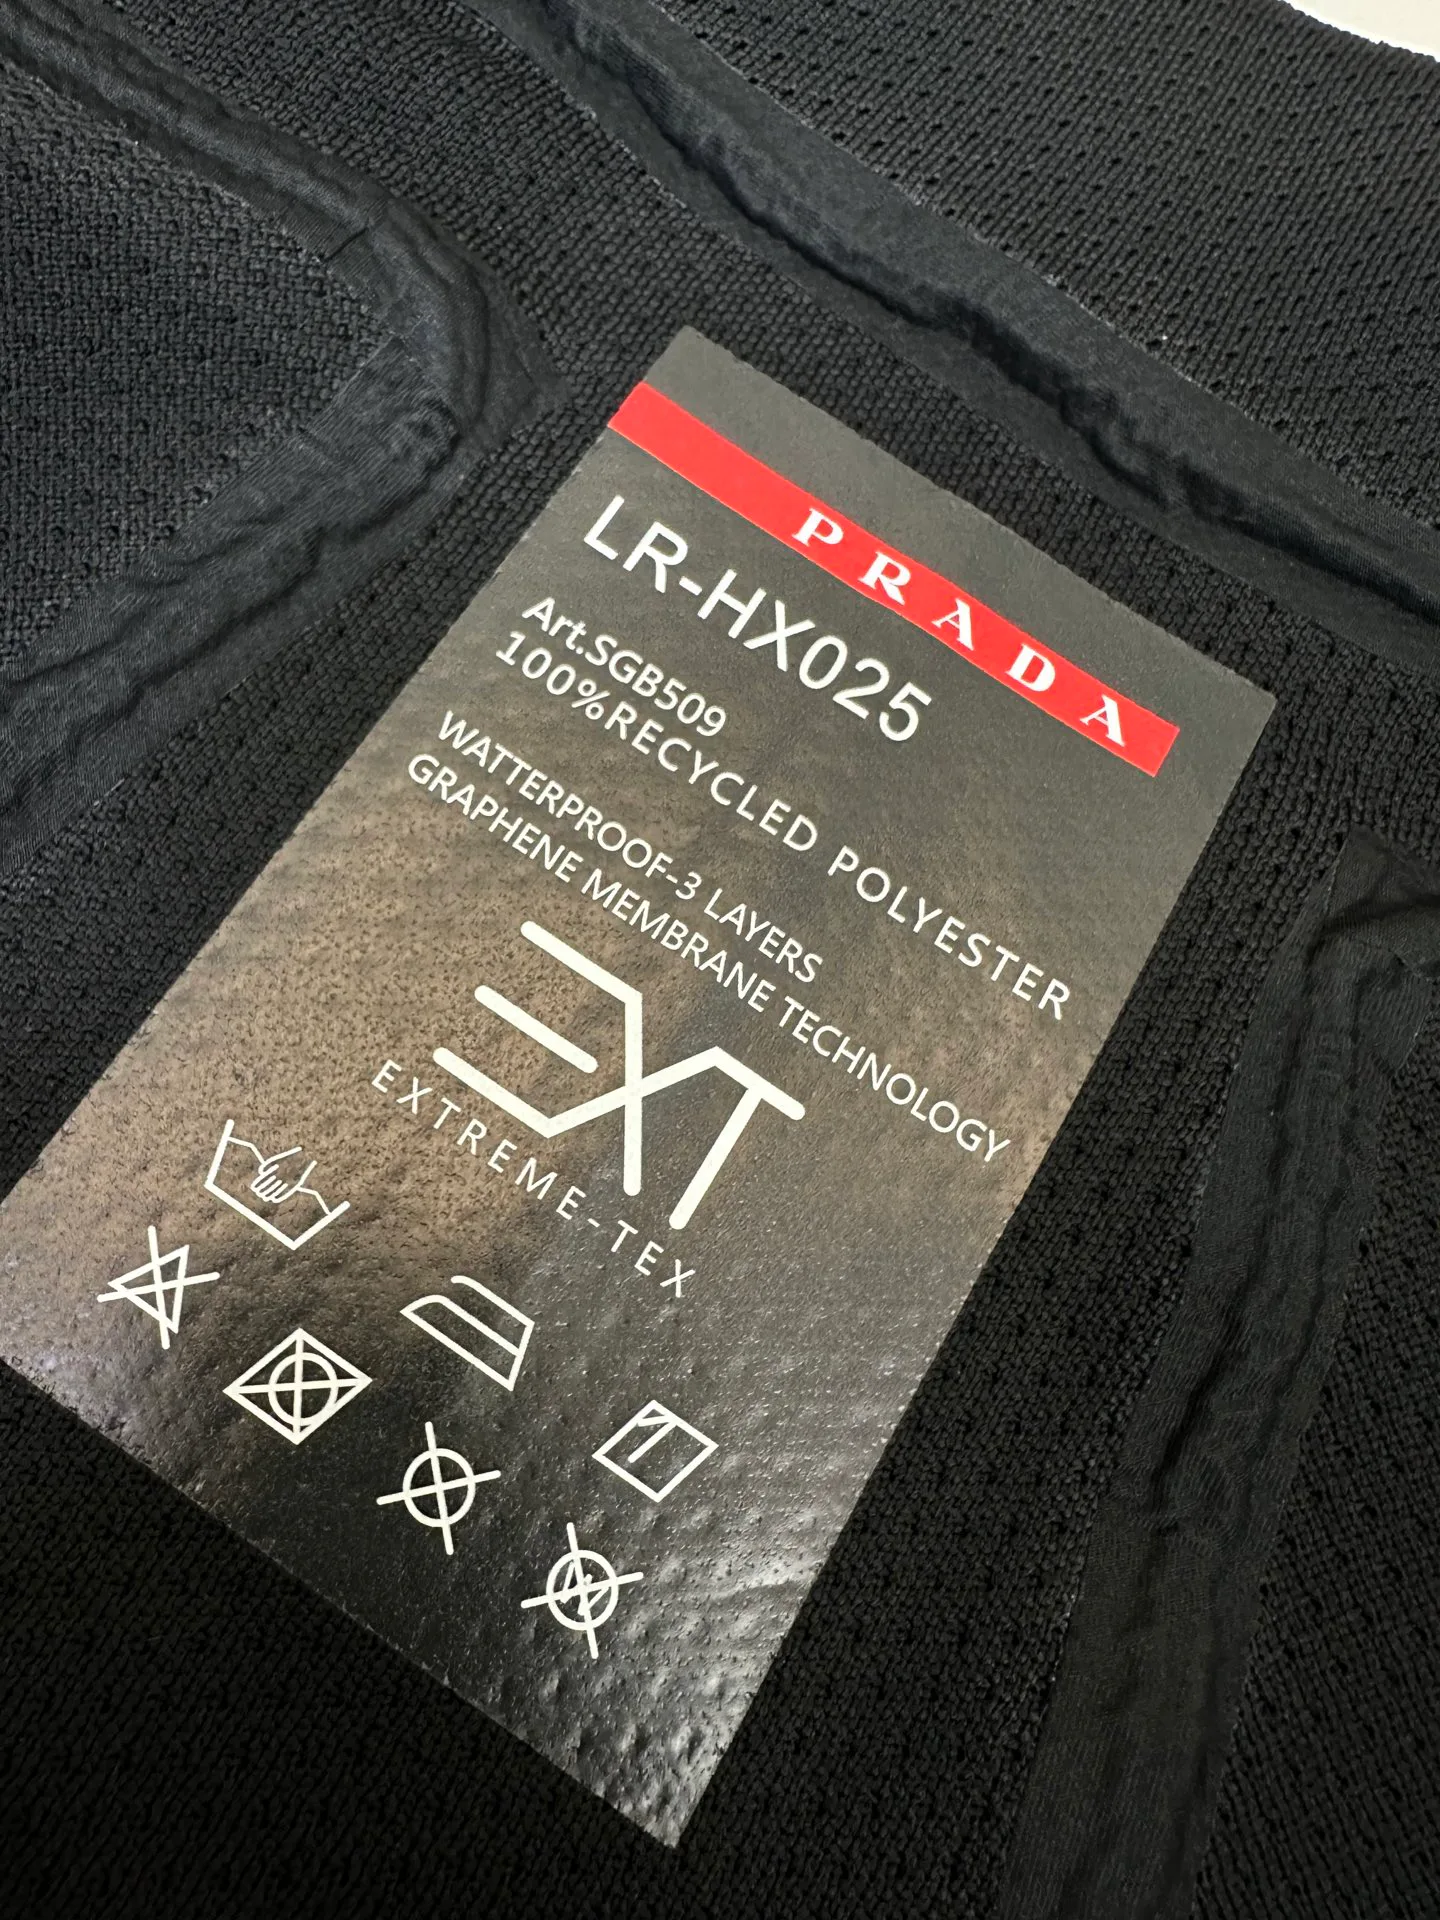 PRADA
LR-HX025
Art.SGB509
100%RECYCLED POLYESTER
WATTERPROOF-3 LAYERS
GRAPHENE MEMBRANE TECHNOLOGY
EXT
EXTREME-TEX